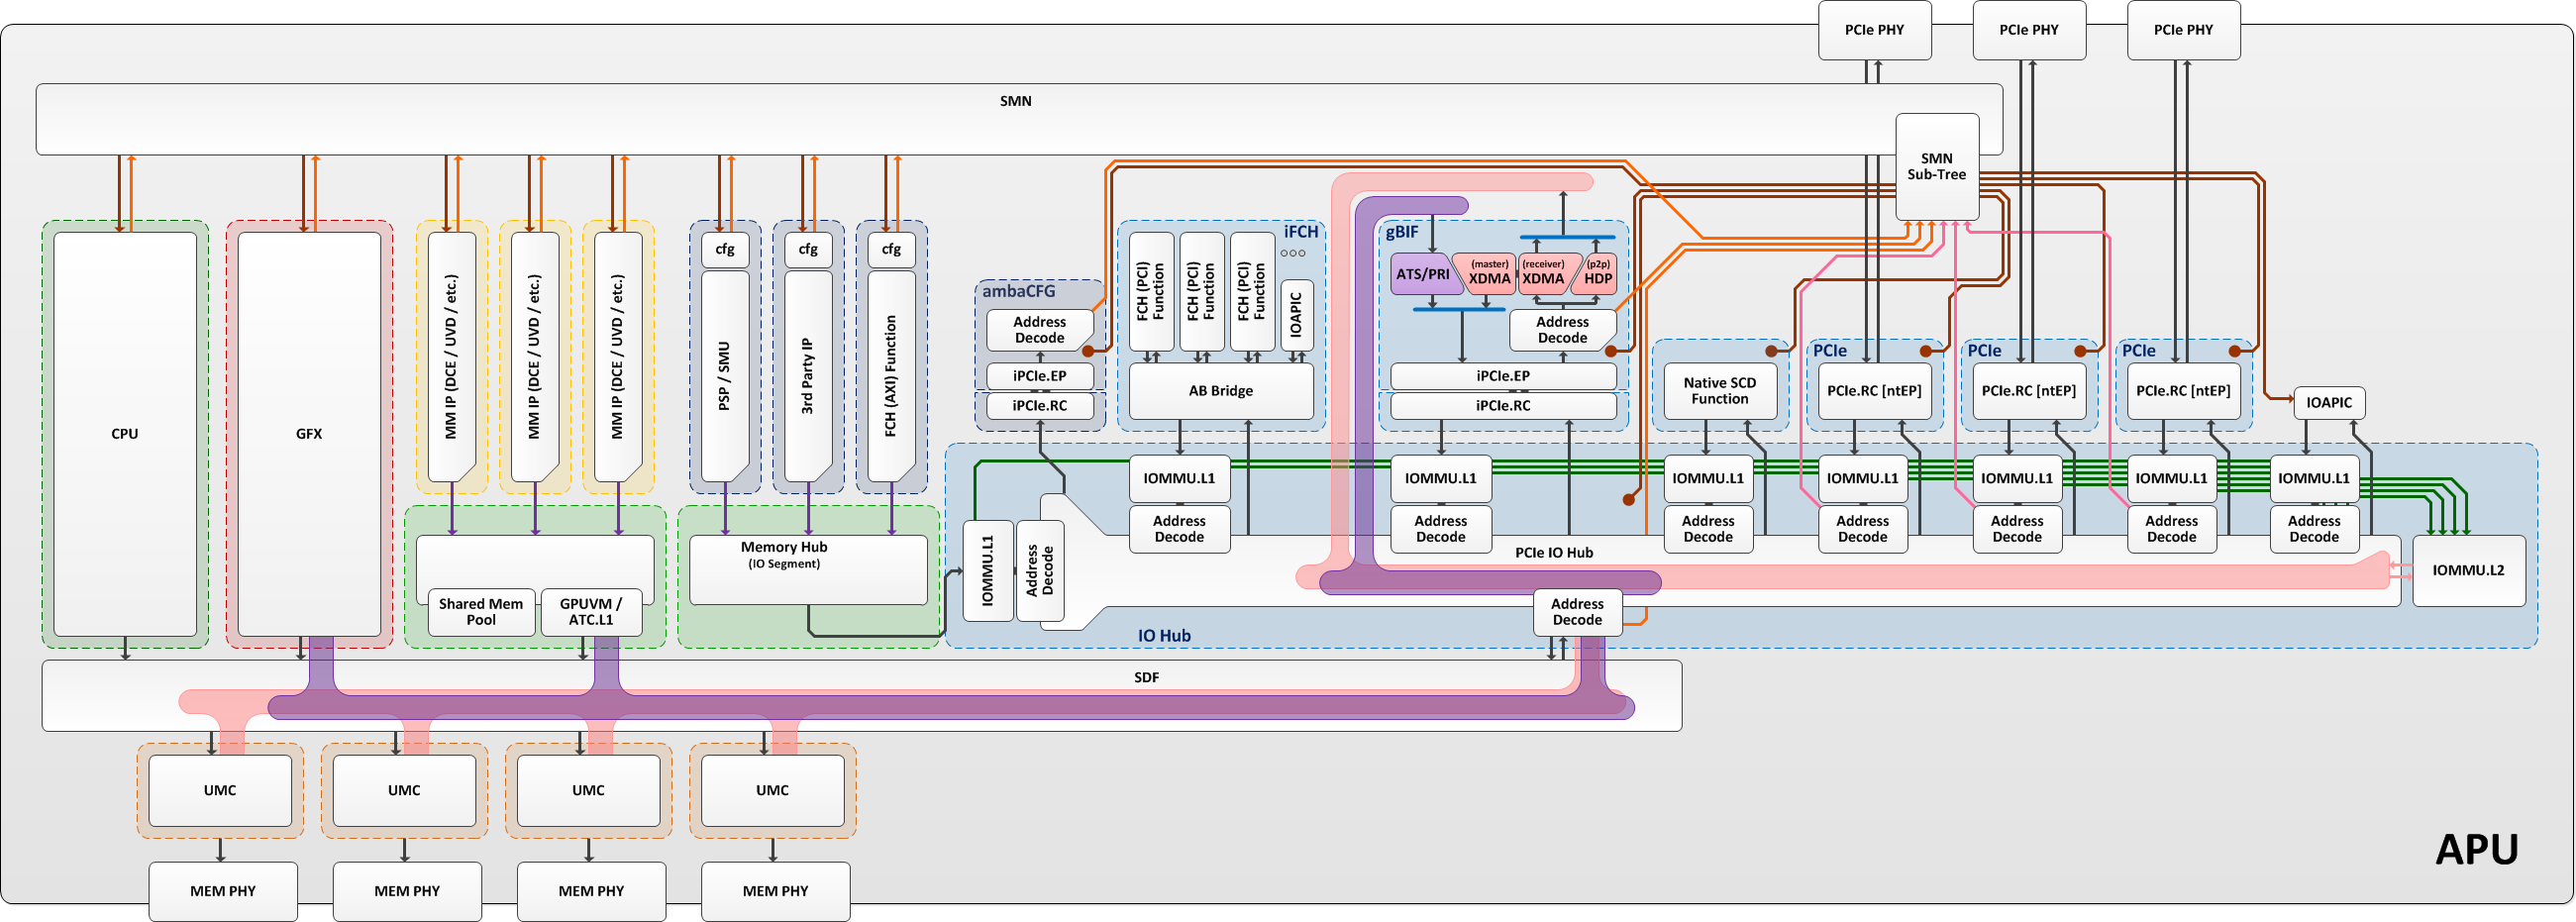 PCIe PHY
PCIe PHY
PCIe PHY
SMN
SMN
Sub-Tree
CPU
GFX
MM IP (DCE / UVD / etc.)
MM IP (DCE / UVD / etc.)
MM IP (DCE / UVD / etc.)
cfg
PSP / SMU
cfg
3rd Party IP
cfg
FCH (AXI) Function
ambaCFG
Address
Decode
iPCIe.EP
iPCIe.RC
iFCH
FCH (PCI)
Function
FCH (PCI)
Function
FCH (PCI)
Function
IOAPIC
AB Bridge
gBIF
ATS/PRI
(master)
XDMA
(receiver)
XDMA
(p2p)
HDP
Address
Decode
iPCIe.EP
iPCIe.RC
Native SCD
Function
PCIe
PCIe.RC [ntEP]
PCIe
PCIe.RC [ntEP]
PCIe
PCIe.RC [ntEP]
IOAPIC
IOMMU.L1
Address
Decode
IOMMU.L1
Address
Decode
IOMMU.L1
Address
Decode
IOMMU.L1
Address
Decode
IOMMU.L1
Address
Decode
IOMMU.L1
Address
Decode
IOMMU.L1
Address
Decode
IOMMU.L1
Address
Decode
PCIe IO Hub
IOMMU.L2
Shared Mem
Pool
GPUVM /
ATC.L1
Memory Hub
(IO Segment)
Address
Decode
IO Hub
SDF
UMC
UMC
UMC
UMC
MEM PHY
MEM PHY
MEM PHY
MEM PHY
APU